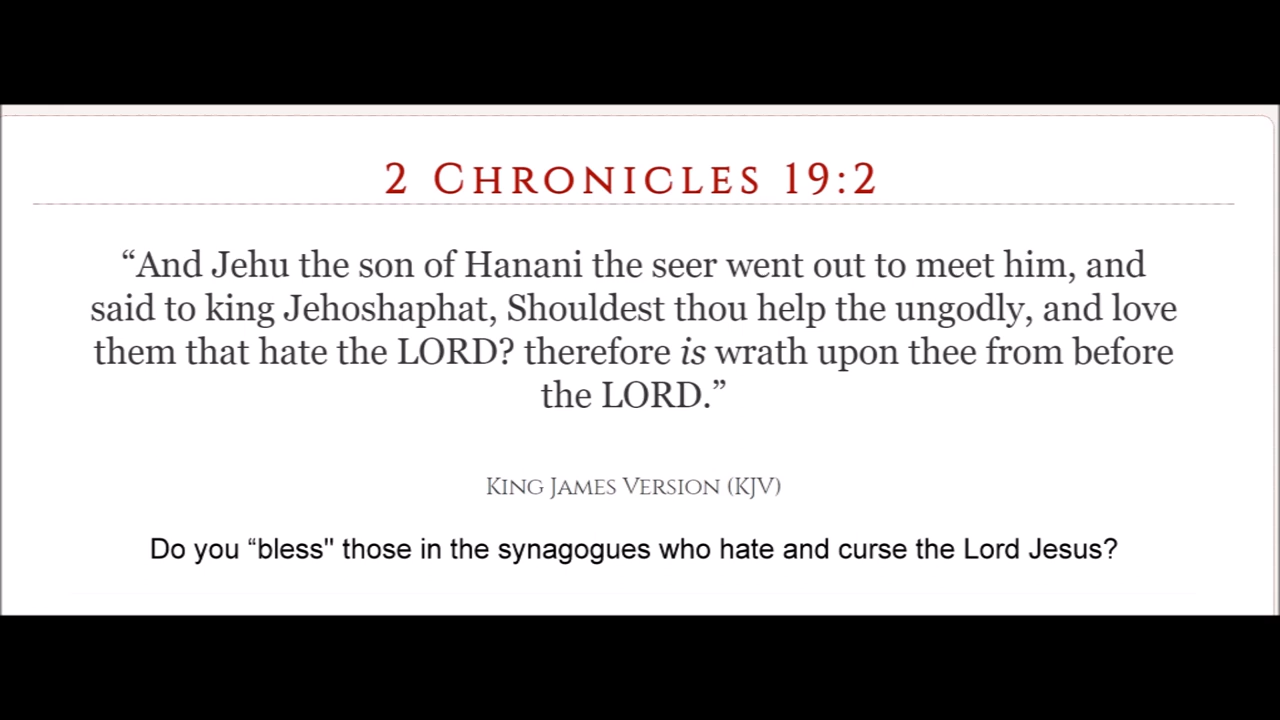 2 Chronicles 19:2
“And Jehu the son of Hanani the seer went out to meet him, and
said to king Jehoshaphat, Shouldest thou help the ungodly, and love
them that hate the LORD? therefore is wrath upon thee from before
the LORD.”
King James Version (KJV)
Do you “bless" those in the synagogues who hate and curse the Lord Jesus?